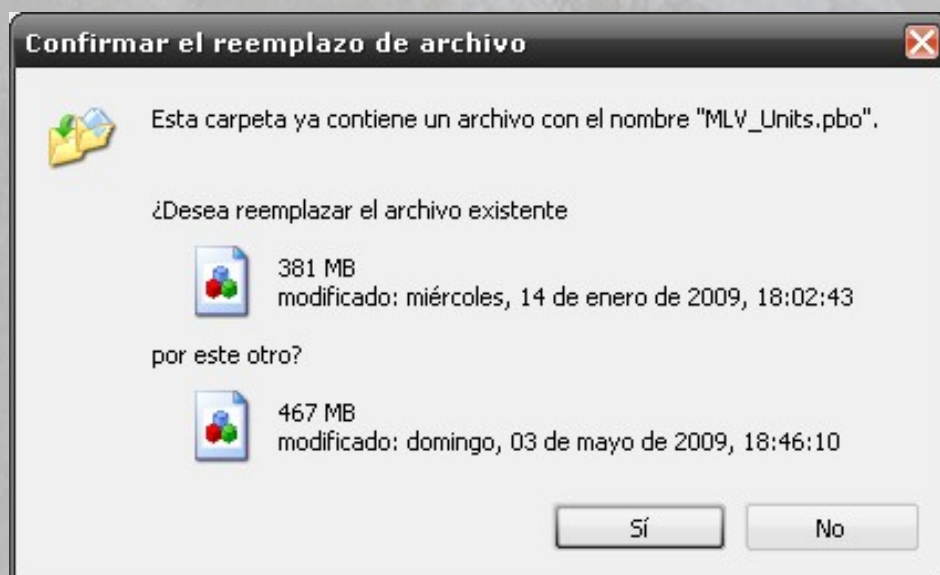 Confirmar el reemplazo de archivo
Esta carpeta ya contiene un archivo con el nombre "MLV_Units.pbo".
¿Desea reemplazar el archivo existente
381 MB
modificado: miércoles, 14 de enero de 2009, 18:02:43
por este otro?
467 MB
modificado: domingo, 03 de mayo de 2009, 18:46:10
Sí
No